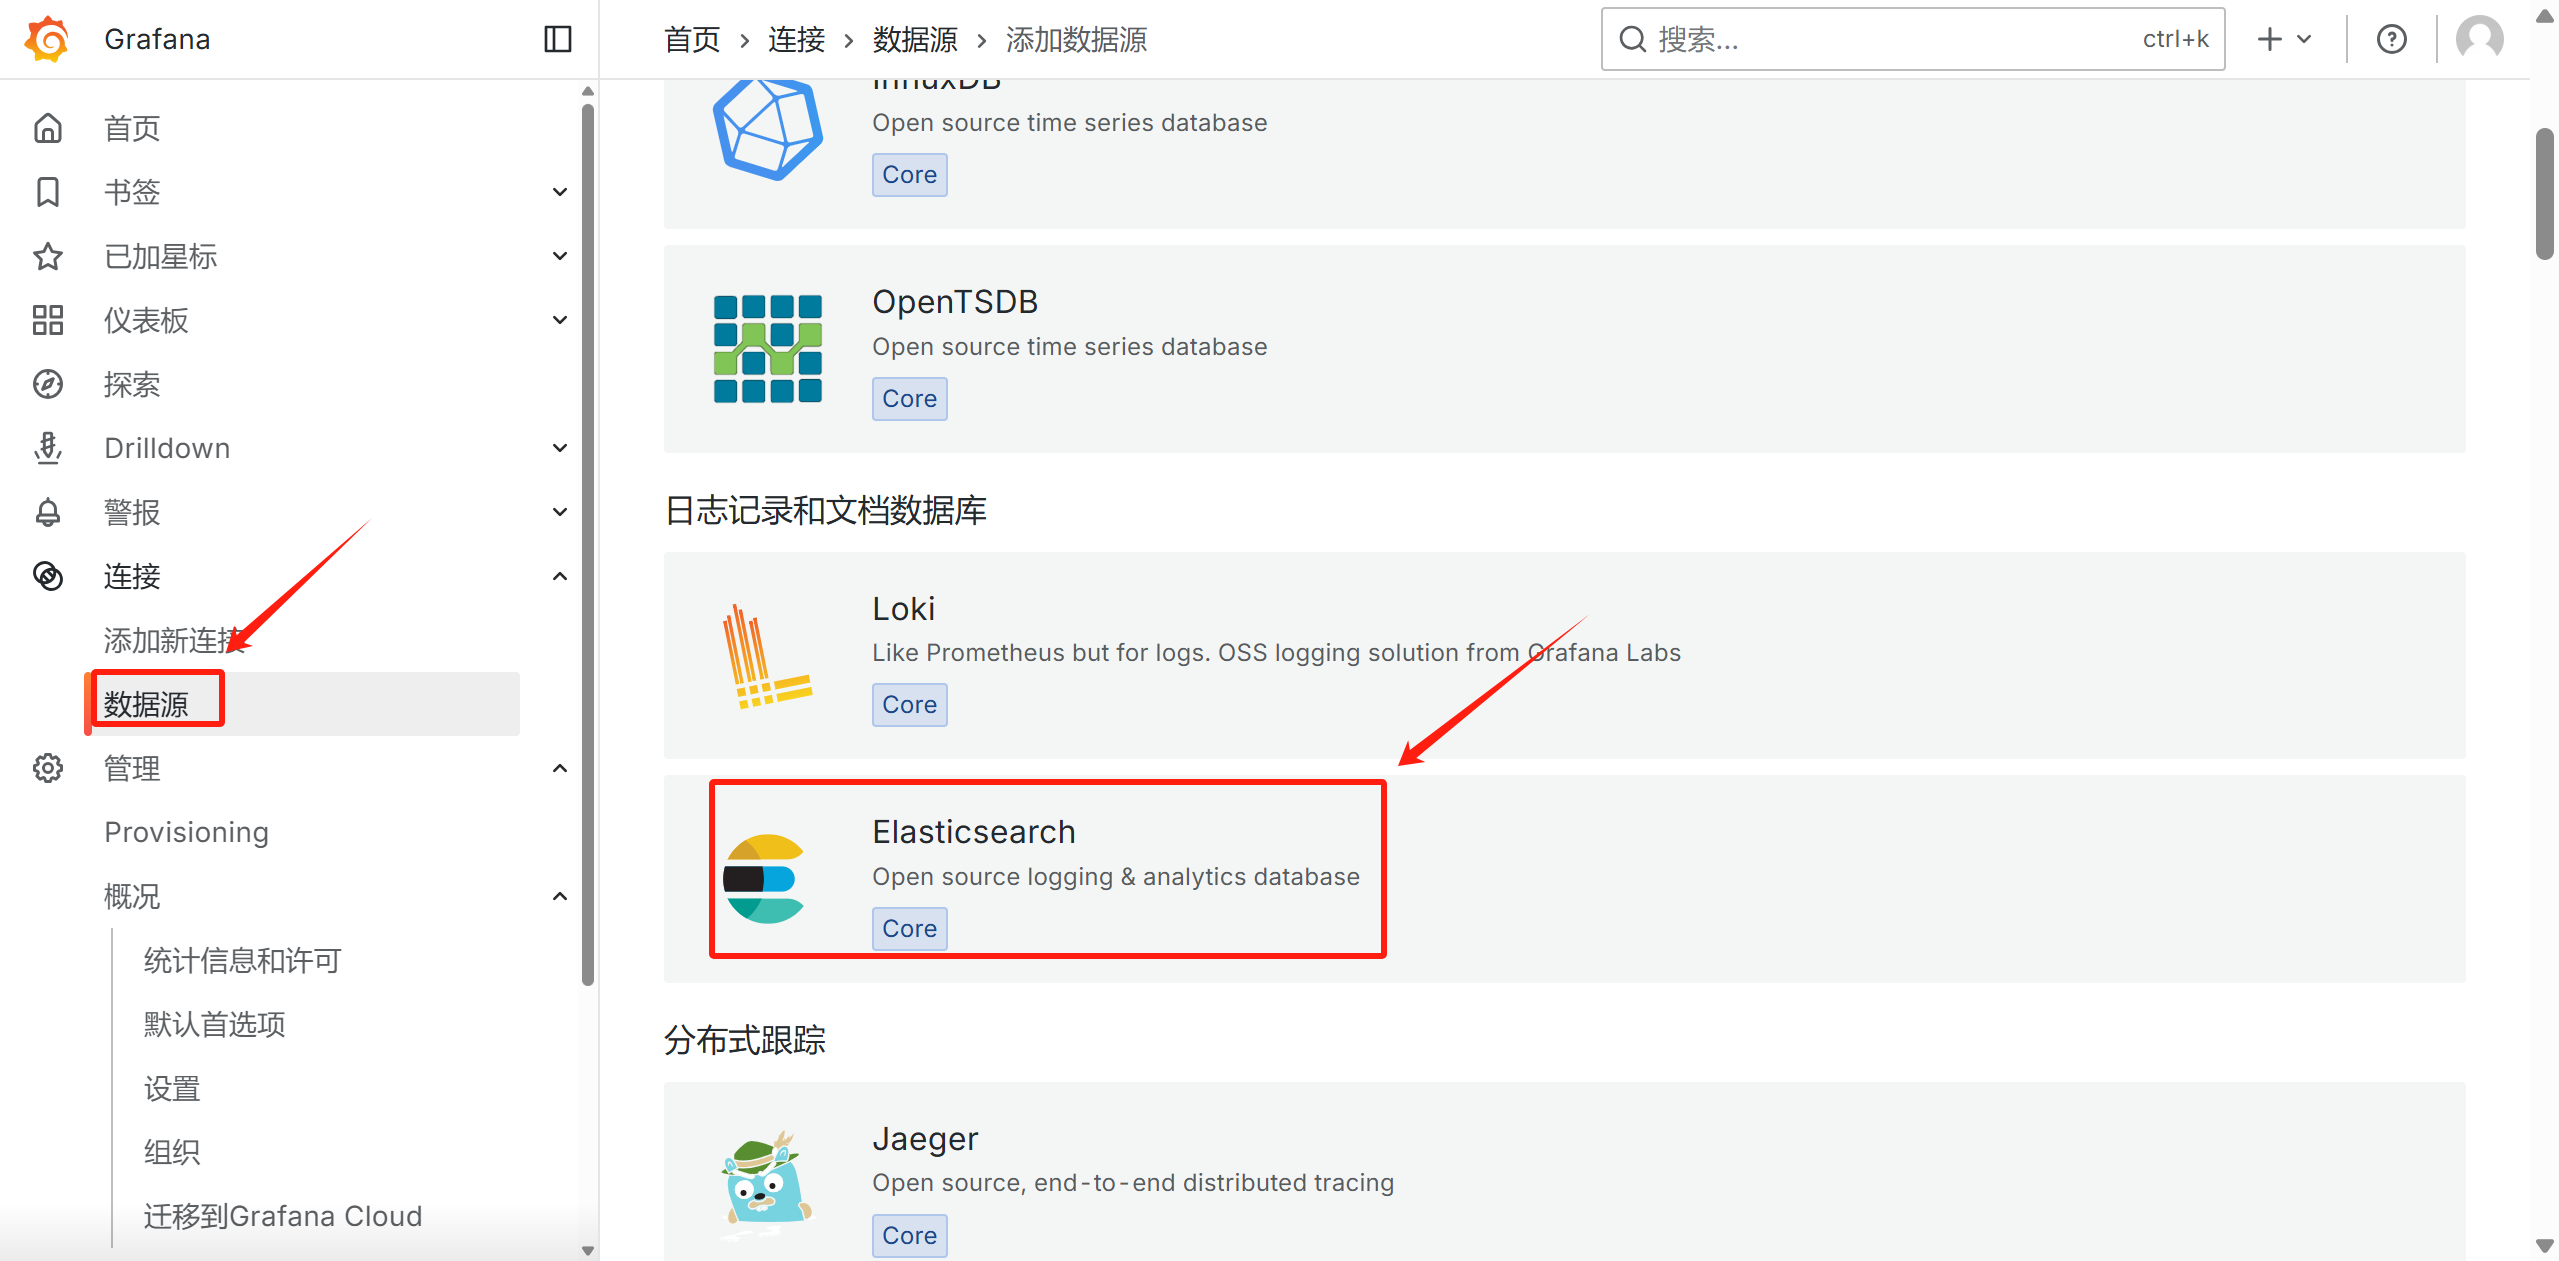 Grafana
首页 › 连接 › 数据源 › 添加数据源
搜索... ctrl+k
首页
书签
已加星标
仪表板
探索
Drilldown
警报
连接
添加新连接
数据源
管理
Provisioning
概况
统计信息和许可
默认首选项
设置
组织
迁移到Grafana Cloud
InfluxDB
Open source time series database
Core
OpenTSDB
Open source time series database
Core
日志记录和文档数据库
Loki
Like Prometheus but for logs. OSS logging solution from Grafana Labs
Core
Elasticsearch
Open source logging & analytics database
Core
分布式跟踪
Jaeger
Open source, end-to-end distributed tracing
Core